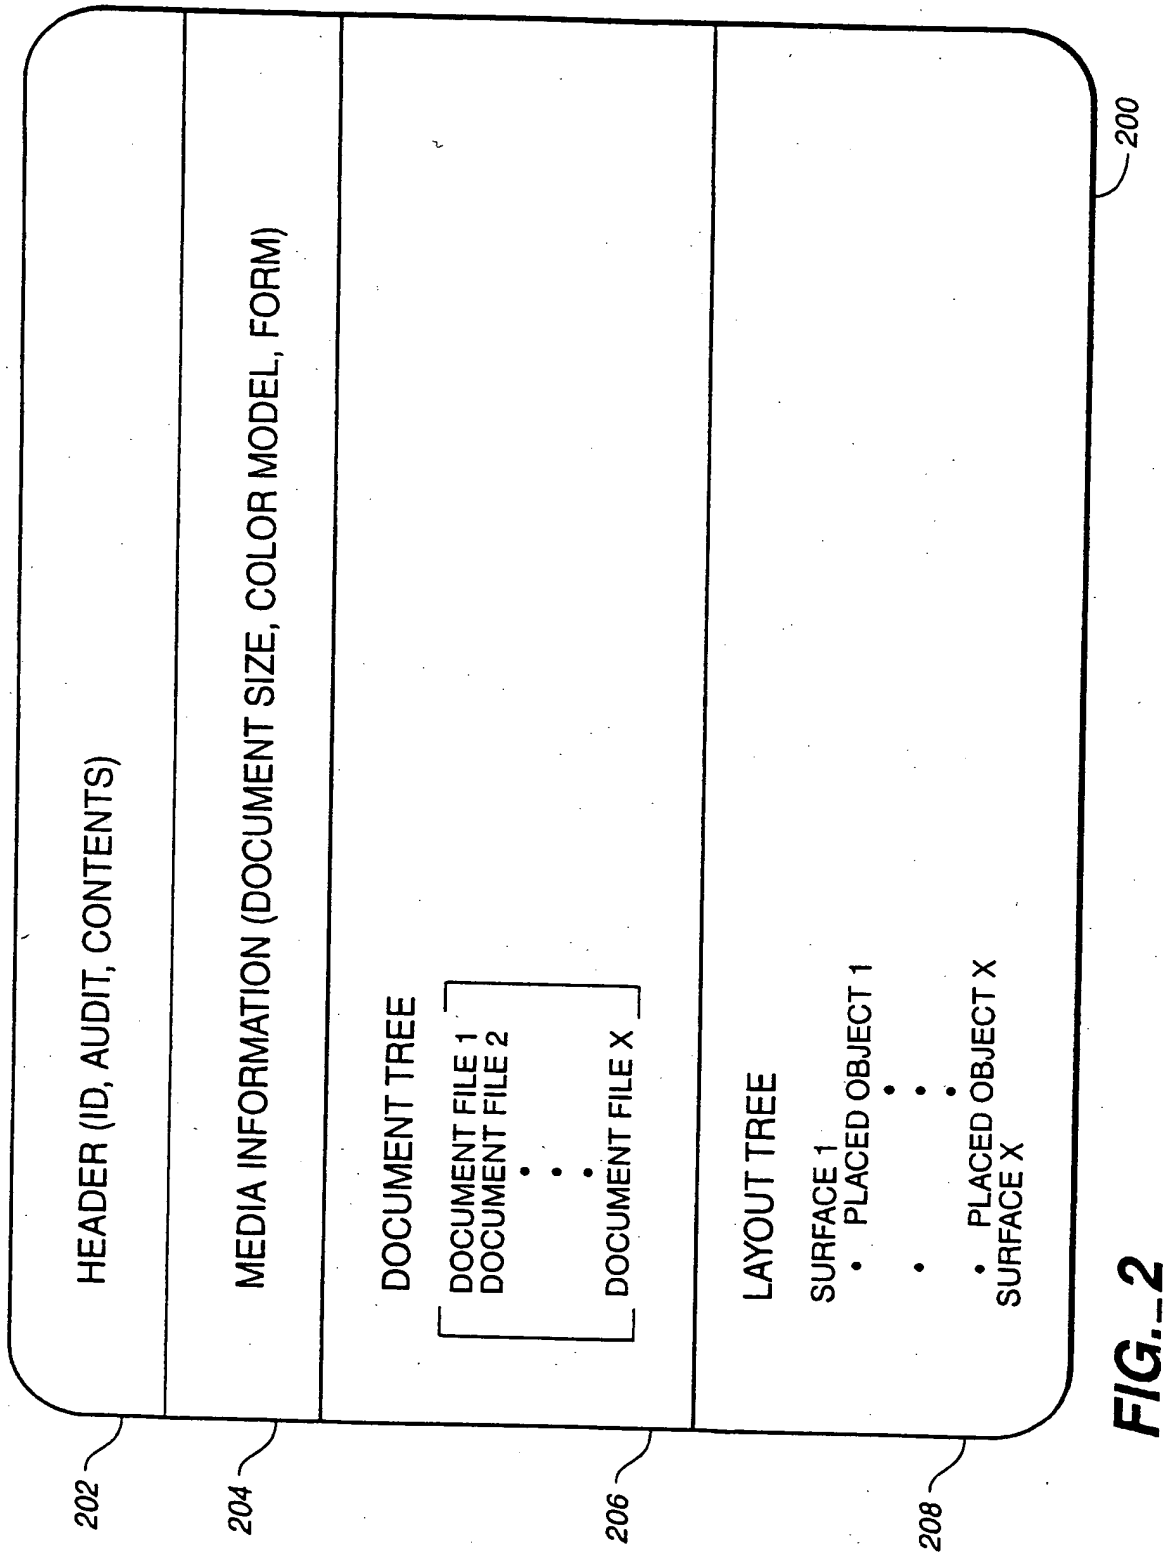 202
HEADER (ID, AUDIT, CONTENTS)
204
MEDIA INFORMATION (DOCUMENT SIZE, COLOR MODEL, FORM)
206
DOCUMENT TREE
DOCUMENT FILE 1
DOCUMENT FILE 2
DOCUMENT FILE X
208
LAYOUT TREE
SURFACE 1
• PLACED OBJECT 1
• PLACED OBJECT X
SURFACE X
200
FIG._2